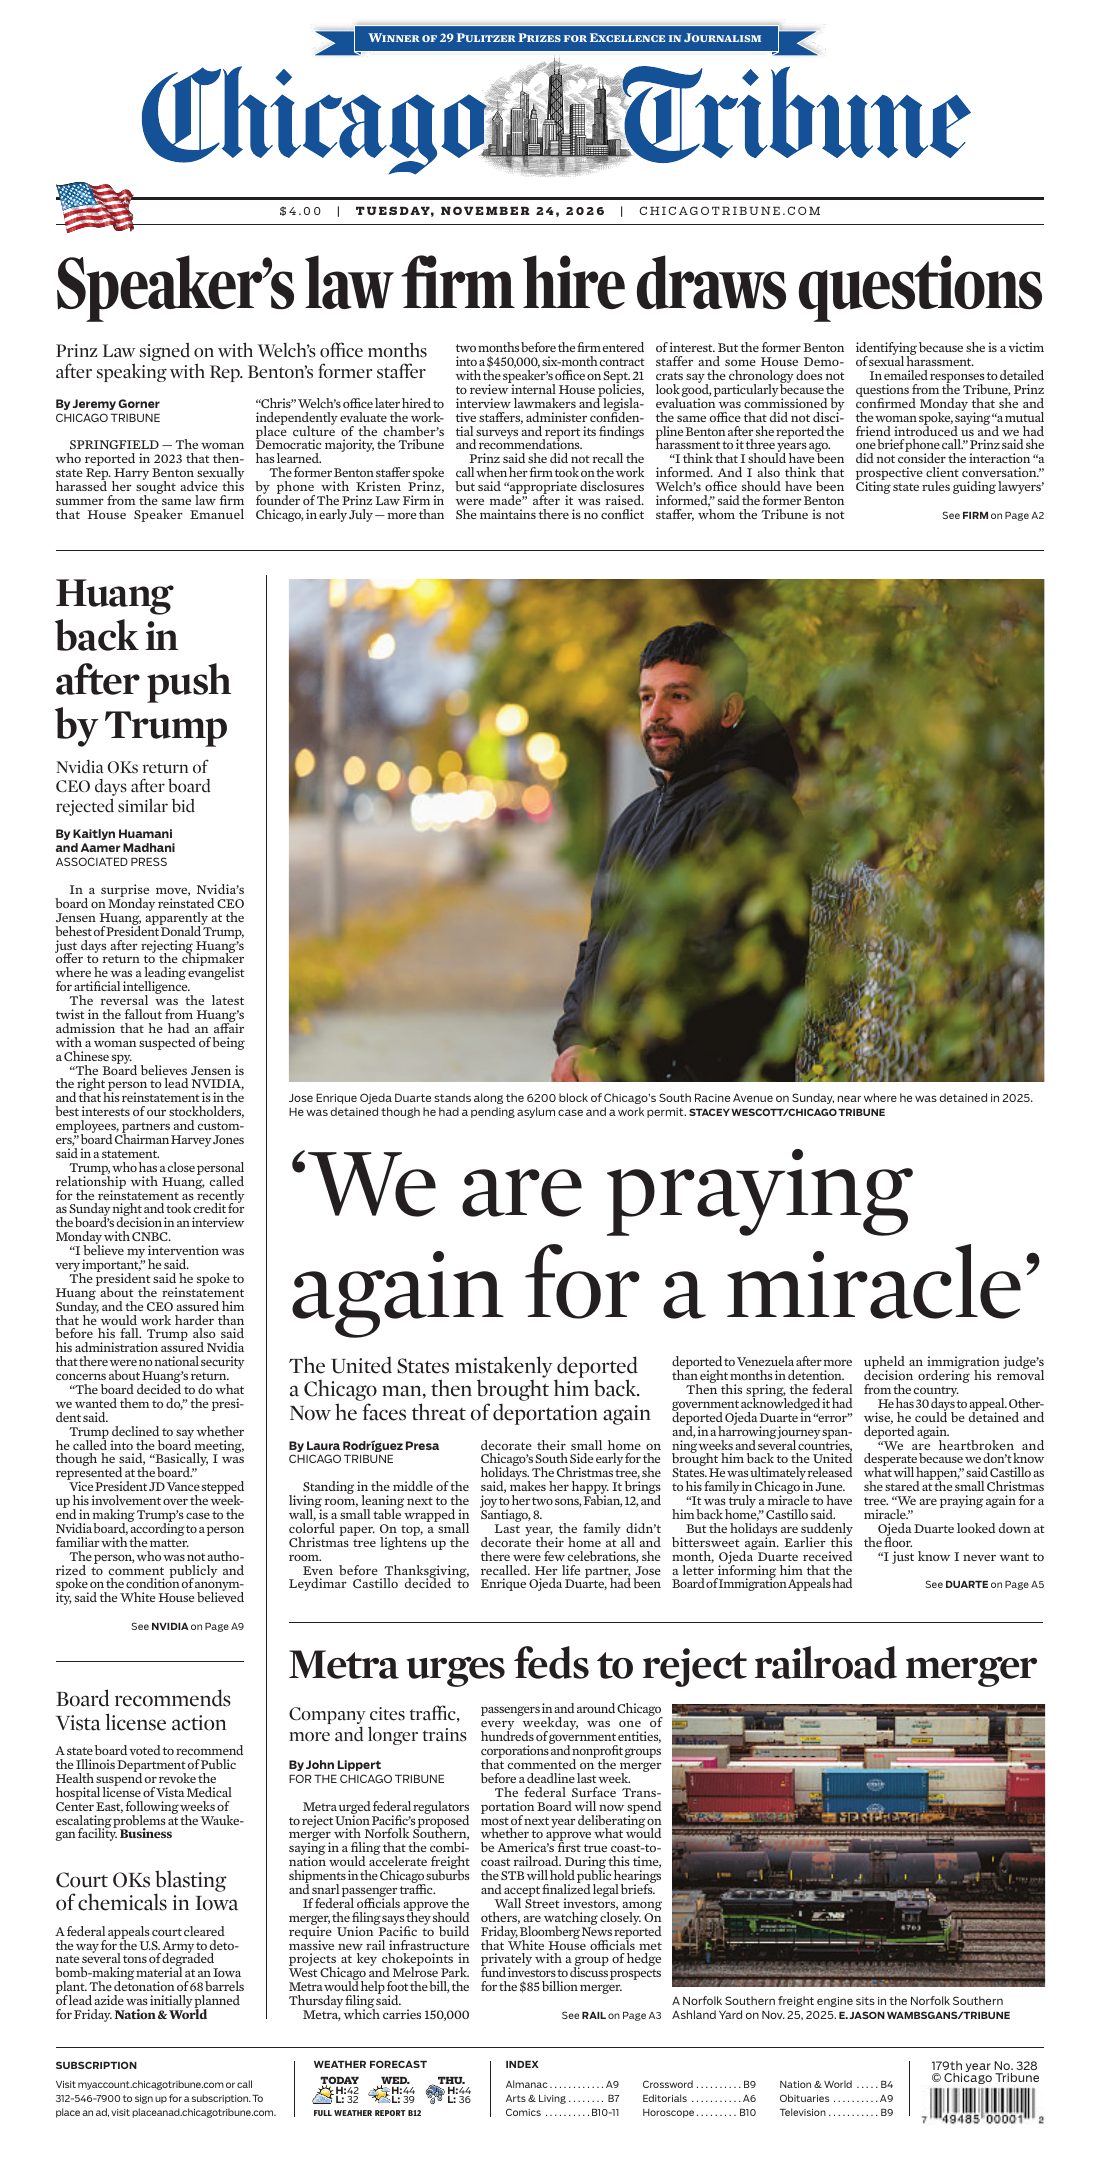 WINNER OF 29 PULITZER PRIZES FOR EXCELLENCE IN JOURNALISM
Chicago Tribune
$4.00 | TUESDAY, NOVEMBER 24, 2026 | CHICAGOTRIBUNE.COM
Speaker’s law firm hire draws questions
Prinz Law signed on with Welch’s office months
after speaking with Rep. Benton’s former staffer
By Jeremy Gorner
CHICAGO TRIBUNE
SPRINGFIELD — The woman
who reported in 2023 that then-
state Rep. Harry Benton sexually
harassed her sought advice this
summer from the same law firm
that House Speaker Emanuel
“Chris” Welch’s office later hired to
independently evaluate the work-
place culture of the chamber’s
Democratic majority, the Tribune
has learned.
The former Benton staffer spoke
by phone with Kristen Prinz,
founder of The Prinz Law Firm in
Chicago, in early July — more than
two months before the firm entered
into a $450,000, six-month contract
with the speaker’s office on Sept. 21
to review internal House policies,
interview lawmakers and legisla-
tive staffers, administer confiden-
tial surveys and report its findings
and recommendations.
Prinz said she did not recall the
call when her firm took on the work
but said “appropriate disclosures
were made” after it was raised.
She maintains there is no conflict
of interest. But the former Benton
staffer and some House Demo-
crats say the chronology does not
look good, particularly because the
evaluation was commissioned by
the same office that did not disci-
pline Benton after she reported the
harassment to it three years ago.
“I think that I should have been
informed. And I also think that
Welch’s office should have been
informed,” said the former Benton
staffer, whom the Tribune is not
identifying because she is a victim
of sexual harassment.
In emailed responses to detailed
questions from the Tribune, Prinz
confirmed Monday that she and
the woman spoke, saying “a mutual
friend introduced us and we had
one brief phone call.” Prinz said she
did not consider the interaction “a
prospective client conversation.”
Citing state rules guiding lawyers’
See FIRM on Page A2
Huang
back in
after push
by Trump
Nvidia OKs return of
CEO days after board
rejected similar bid
By Kaitlyn Huamani
and Aamer Madhani
ASSOCIATED PRESS
In a surprise move, Nvidia’s
board on Monday reinstated CEO
Jensen Huang, apparently at the
behest of President Donald Trump,
just days after rejecting Huang’s
offer to return to the chipmaker
where he was a leading evangelist
for artificial intelligence.
The reversal was the latest
twist in the fallout from Huang’s
admission that he had an affair
with a woman suspected of being
a Chinese spy.
“The Board believes Jensen is
the right person to lead NVIDIA,
and that his reinstatement is in the
best interests of our stockholders,
employees, partners and custom-
ers,” board Chairman Harvey Jones
said in a statement.
Trump, who has a close personal
relationship with Huang, called
for the reinstatement as recently
as Sunday night and took credit for
the board’s decision in an interview
Monday with CNBC.
“I believe my intervention was
very important,” he said.
The president said he spoke to
Huang about the reinstatement
Sunday, and the CEO assured him
that he would work harder than
before his fall. Trump also said
his administration assured Nvidia
that there were no national security
concerns about Huang’s return.
“The board decided to do what
we wanted them to do,” the presi-
dent said.
Trump declined to say whether
he called into the board meeting,
though he said, “Basically, I was
represented at the board.”
Vice President JD Vance stepped
up his involvement over the week-
end in making Trump’s case to the
Nvidia board, according to a person
familiar with the matter.
The person, who was not autho-
rized to comment publicly and
spoke on the condition of anonym-
ity, said the White House believed
See NVIDIA on Page A9
Board recommends
Vista license action
A state board voted to recommend
the Illinois Department of Public
Health suspend or revoke the
hospital license of Vista Medical
Center East, following weeks of
escalating problems at the Wauke-
gan facility. Business
Court OKs blasting
of chemicals in Iowa
A federal appeals court cleared
the way for the U.S. Army to deto-
nate several tons of degraded
bomb-making material at an Iowa
plant. The detonation of 68 barrels
of lead azide was initially planned
for Friday. Nation & World
Jose Enrique Ojeda Duarte stands along the 6200 block of Chicago’s South Racine Avenue on Sunday, near where he was detained in 2025.
He was detained though he had a pending asylum case and a work permit. STACEY WESCOTT/CHICAGO TRIBUNE
‘We are praying
again for a miracle’
The United States mistakenly deported
a Chicago man, then brought him back.
Now he faces threat of deportation again
By Laura Rodríguez Presa
CHICAGO TRIBUNE
Standing in the middle of the
living room, leaning next to the
wall, is a small table wrapped in
colorful paper. On top, a small
Christmas tree lightens up the
room.
Even before Thanksgiving,
Leydimar Castillo decided to
decorate their small home on
Chicago’s South Side early for the
holidays. The Christmas tree, she
said, makes her happy. It brings
joy to her two sons, Fabian, 12, and
Santiago, 8.
Last year, the family didn’t
decorate their home at all and
there were few celebrations, she
recalled. Her life partner, Jose
Enrique Ojeda Duarte, had been
deported to Venezuela after more
than eight months in detention.
Then this spring, the federal
government acknowledged it had
deported Ojeda Duarte in “error”
and, in a harrowing journey span-
ning weeks and several countries,
brought him back to the United
States. He was ultimately released
to his family in Chicago in June.
“It was truly a miracle to have
him back home,” Castillo said.
But the holidays are suddenly
bittersweet again. Earlier this
month, Ojeda Duarte received
a letter informing him that the
Board of Immigration Appeals had
upheld an immigration judge’s
decision ordering his removal
from the country.
He has 30 days to appeal. Other-
wise, he could be detained and
deported again.
“We are heartbroken and
desperate because we don’t know
what will happen,” said Castillo as
she stared at the small Christmas
tree. “We are praying again for a
miracle.”
Ojeda Duarte looked down at
the floor.
“I just know I never want to
See DUARTE on Page A5
Metra urges feds to reject railroad merger
Company cites traffic,
more and longer trains
By John Lippert
FOR THE CHICAGO TRIBUNE
Metra urged federal regulators
to reject Union Pacific’s proposed
merger with Norfolk Southern,
saying in a filing that the combi-
nation would accelerate freight
shipments in the Chicago suburbs
and snarl passenger traffic.
If federal officials approve the
merger, the filing says they should
require Union Pacific to build
massive new rail infrastructure
projects at key chokepoints in
West Chicago and Melrose Park.
Metra would help foot the bill, the
Thursday filing said.
Metra, which carries 150,000
passengers in and around Chicago
every weekday, was one of
hundreds of government entities,
corporations and nonprofit groups
that commented on the merger
before a deadline last week.
The federal Surface Trans-
portation Board will now spend
most of next year deliberating on
whether to approve what would
be America’s first true coast-to-
coast railroad. During this time,
the STB will hold public hearings
and accept finalized legal briefs.
Wall Street investors, among
others, are watching closely. On
Friday, Bloomberg News reported
that White House officials met
privately with a group of hedge
fund investors to discuss prospects
for the $85 billion merger.
See RAIL on Page A3
A Norfolk Southern freight engine sits in the Norfolk Southern
Ashland Yard on Nov. 25, 2025. E. JASON WAMBSGANS/TRIBUNE
SUBSCRIPTION
Visit myaccount.chicagotribune.com or call
312-546-7900 to sign up for a subscription. To
place an ad, visit placeanad.chicagotribune.com.
WEATHER FORECAST
TODAY H:42 L:32
WED. H:44 L:39
THU. H:44 L:36
FULL WEATHER REPORT B12
INDEX
Almanac............A9
Arts & Living........B7
Comics..........B10-11
Crossword..........B9
Editorials...........A6
Horoscope.........B10
Nation & World.....B4
Obituaries..........A9
Television...........B9
179th year No. 328
© Chicago Tribune
7 49485 00001 2